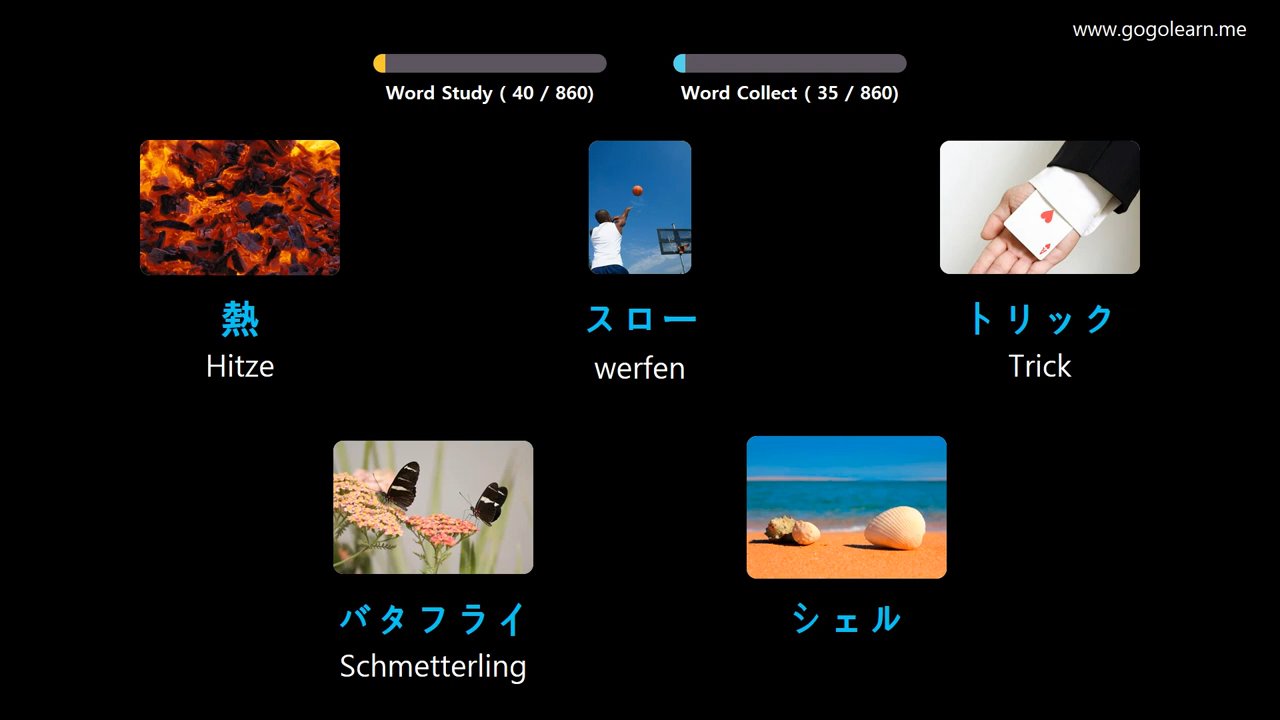 www.gogolearn.me
Word Study ( 40 / 860)
Word Collect ( 35 / 860)
熱
Hitze
スロー
werfen
トリック
Trick
バタフライ
Schmetterling
シェル